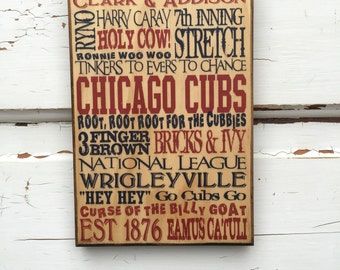 CLARK & ADDISON
RYNO HARRY CARAY 7th INNING
HOLY COW! STRETCH
RONNIE WOO WOO
TINKERS TO EVERS TO CHANCE
CHICAGO CUBS
ROOT, ROOT ROOT FOR THE CUBBIES
3 FINGER BROWN BRICKS & IVY
NATIONAL LEAGUE
WRIGLEYVILLE
"HEY HEY" Go Cubs Go
CURSE OF THE BILLY GOAT
EST 1876 EAMUS CATULI